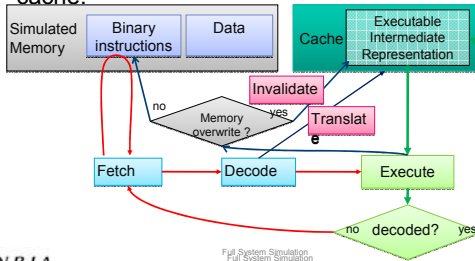 cache.
Simulated
Memory
Binary
instructions
Data
Cache
Executable
Intermediate
Representation
Invalidate
no
yes
Memory
overwrite ?
Translat
e
Fetch
Decode
Execute
no
decoded?
yes
Full System Simulation
Full System Simulation